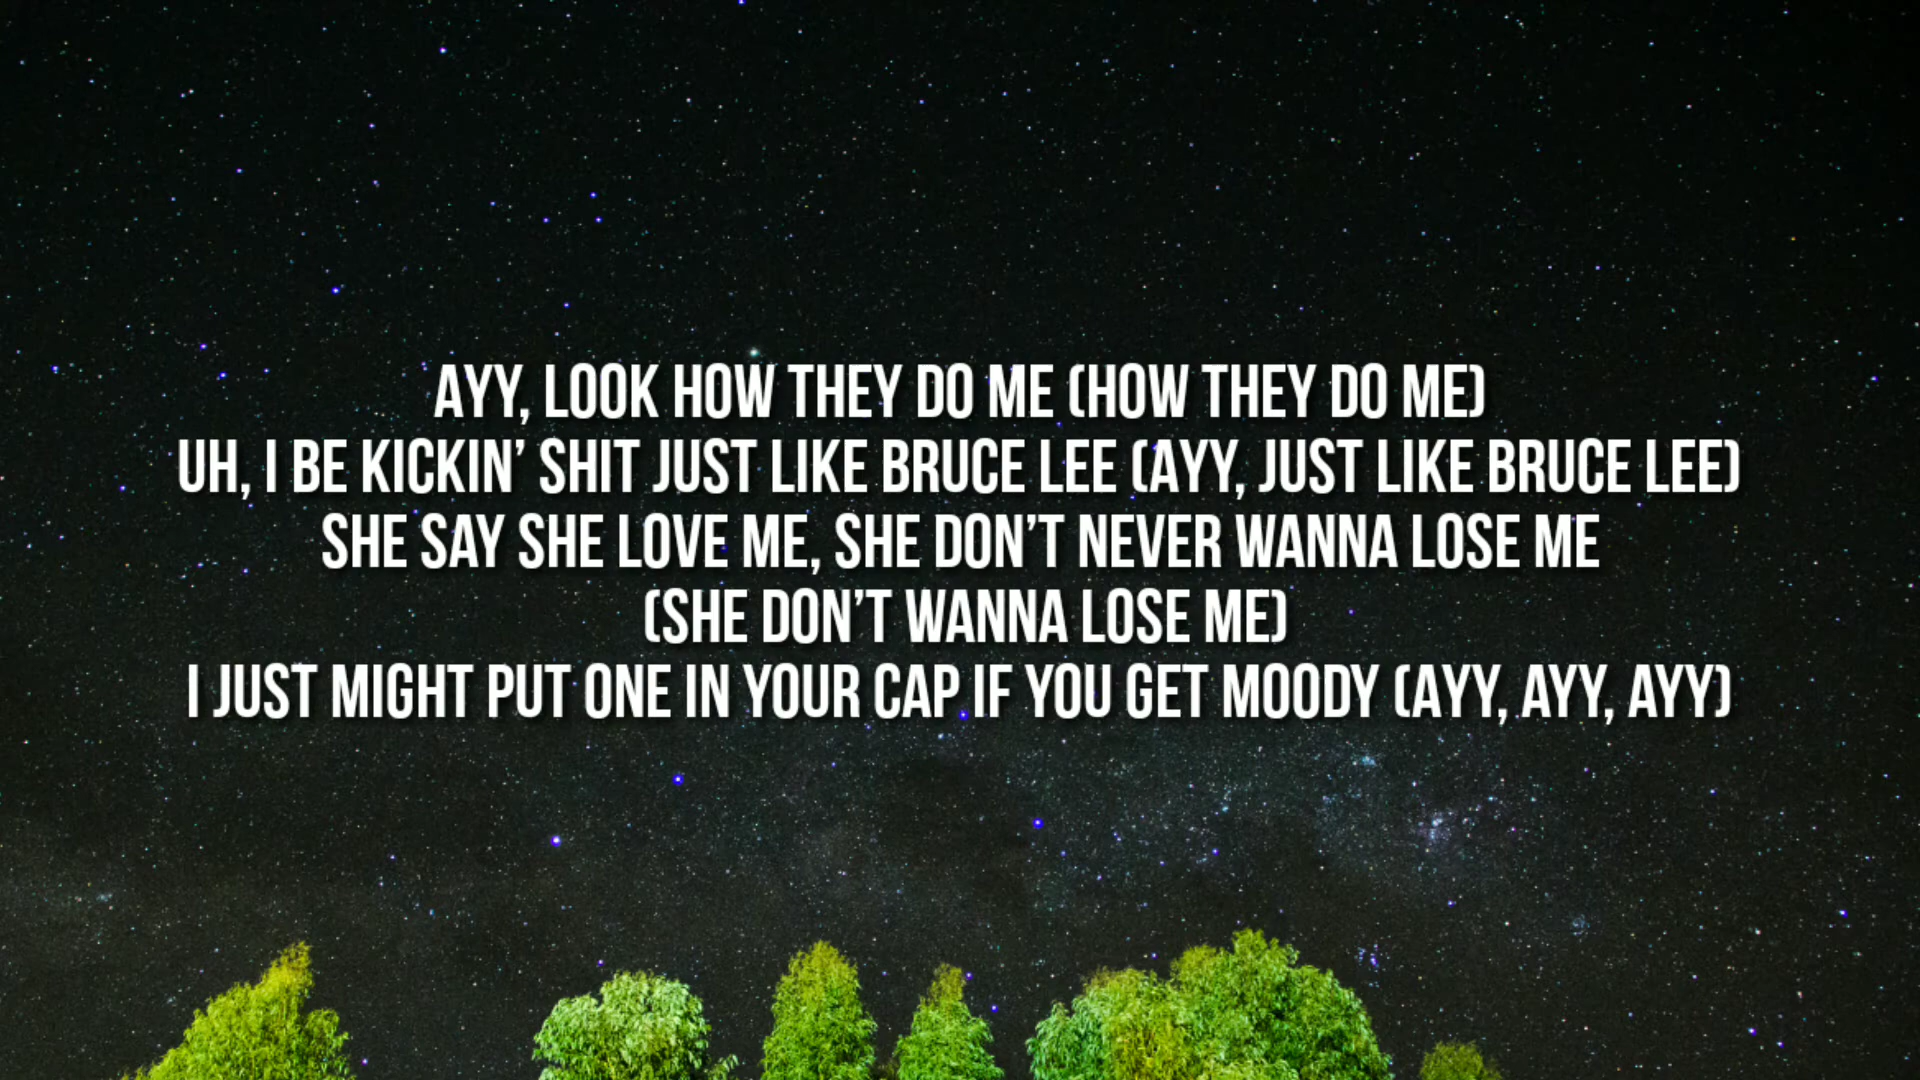 AYY, LOOK HOW THEY DO ME (HOW THEY DO ME)
UH, I BE KICKIN’ SHIT JUST LIKE BRUCE LEE (AYY, JUST LIKE BRUCE LEE)
SHE SAY SHE LOVE ME, SHE DON’T NEVER WANNA LOSE ME
(SHE DON’T WANNA LOSE ME)
I JUST MIGHT PUT ONE IN YOUR CAP IF YOU GET MOODY (AYY, AYY, AYY)